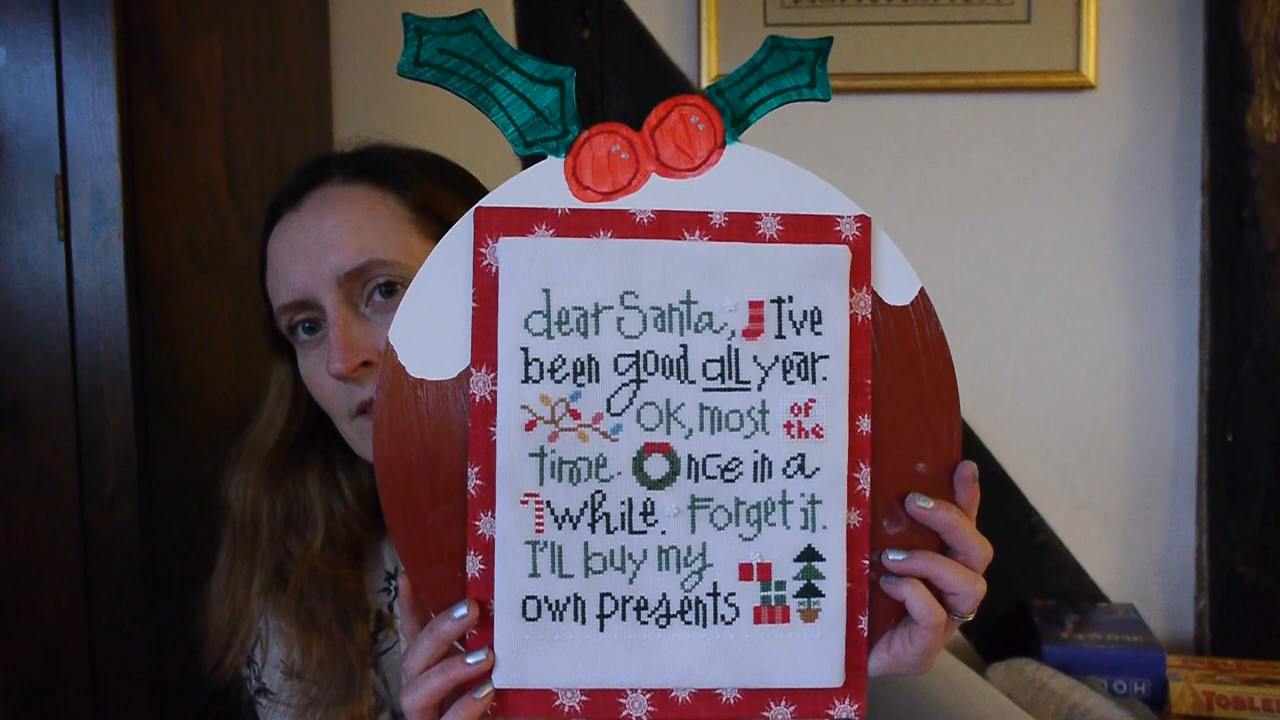 dear Santa, I've
been good all year.
OK, most of the
time. Once in a
while. Forget it.
I'll buy my
own presents
TOBLE